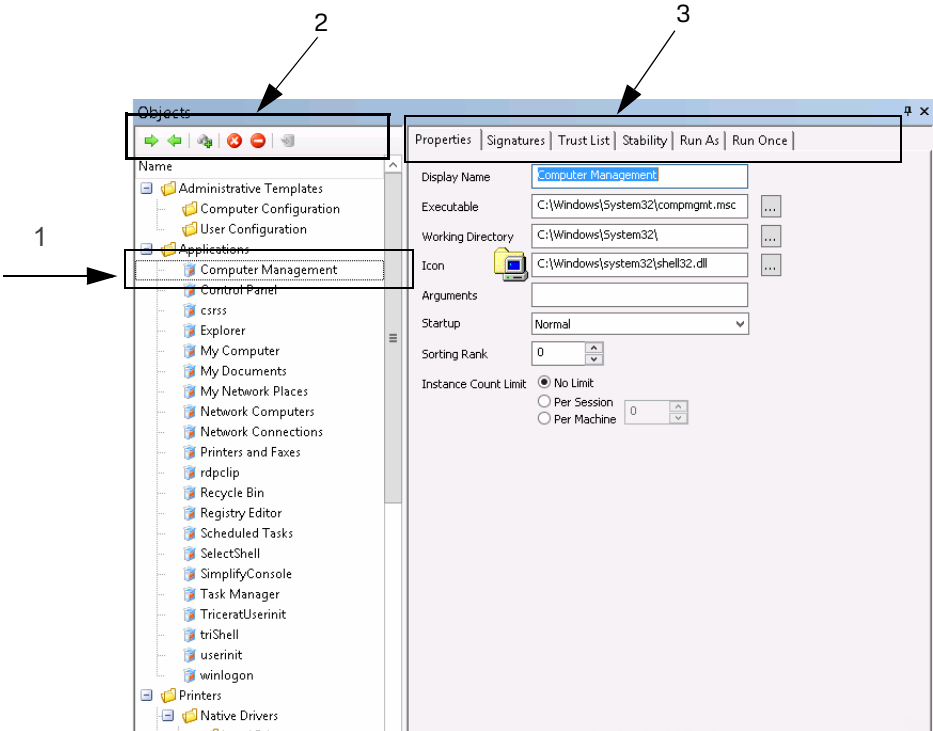 2
3
Objects
Properties Signatures Trust List Stability Run As Run Once
Name
Administrative Templates
Computer Configuration
User Configuration
Applications
1
Computer Management
Control Panel
csrss
Explorer
My Computer
My Documents
My Network Places
Network Computers
Network Connections
Printers and Faxes
rdpclip
Recycle Bin
Registry Editor
Scheduled Tasks
SelectShell
SimplifyConsole
Task Manager
TriceratUserinit
triShell
userinit
winlogon
Printers
Native Drivers
Display Name Computer Management
Executable C:\Windows\System32\compmgmt.msc ...
Working Directory C:\Windows\System32\ ...
Icon C:\Windows\system32\shell32.dll ...
Arguments
Startup Normal
Sorting Rank 0
Instance Count Limit No Limit
Per Session
Per Machine 0